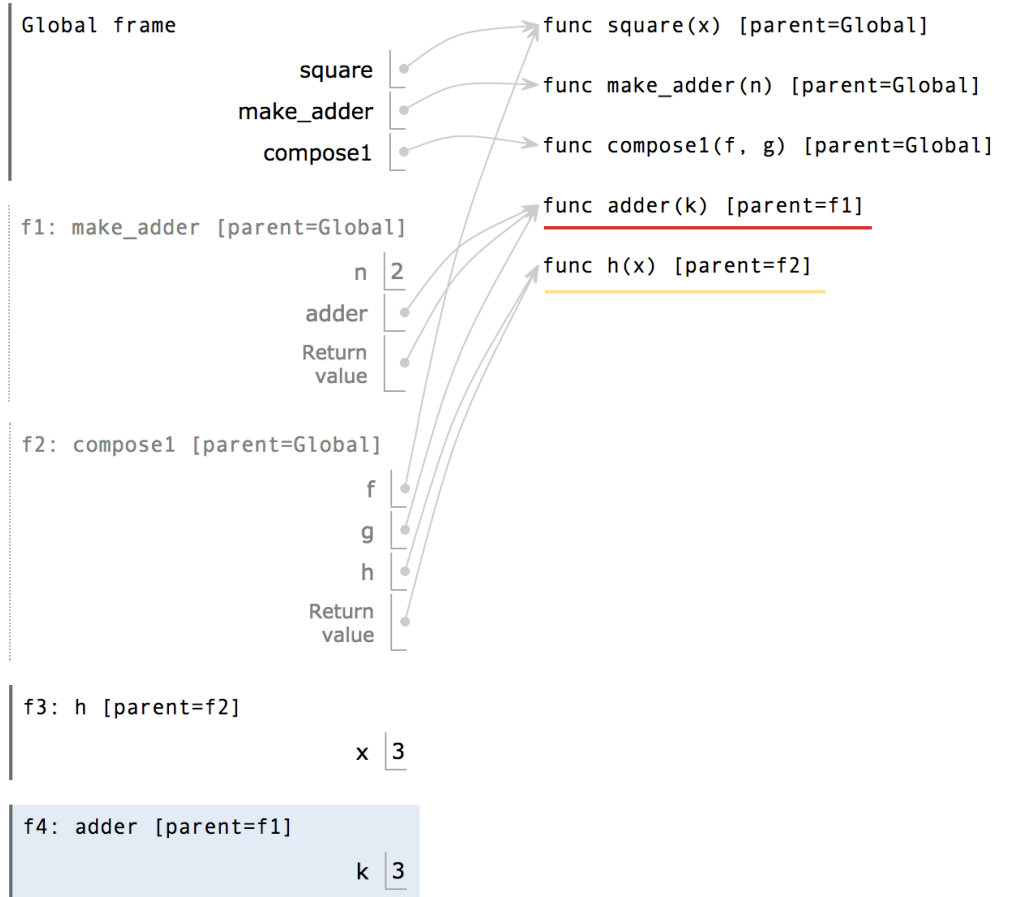 Global frame
square
make_adder
compose1
func square(x) [parent=Global]
func make_adder(n) [parent=Global]
func compose1(f, g) [parent=Global]
func adder(k) [parent=f1]
func h(x) [parent=f2]
f1: make_adder [parent=Global]
n 2
adder
Return
value
f2: compose1 [parent=Global]
f
g
h
Return
value
f3: h [parent=f2]
x 3
f4: adder [parent=f1]
k 3